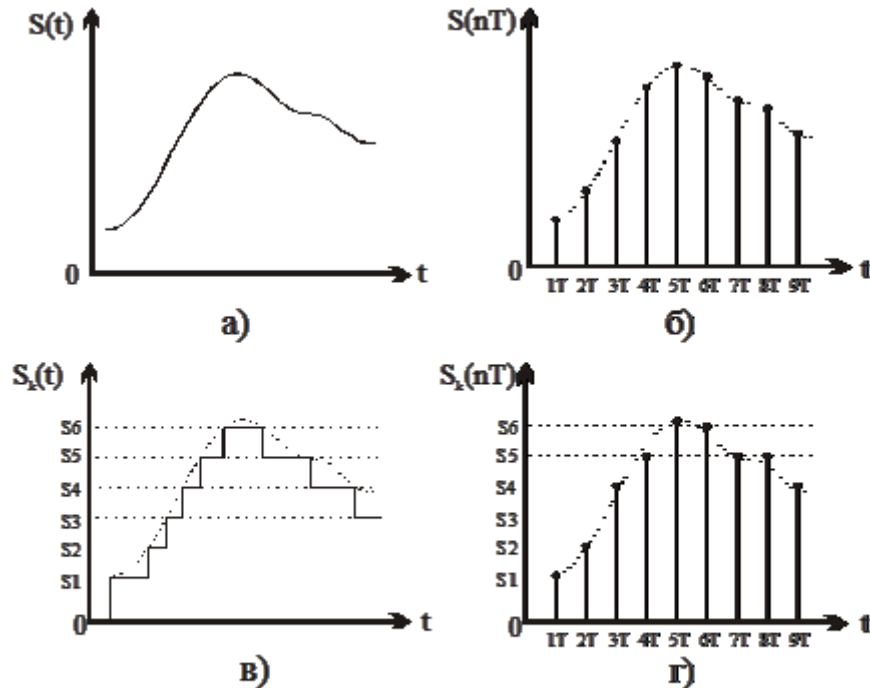 S(t)
0
t
а)
S(nT)
0
1T 2T 3T 4T 5T 6T 7T 8T 9T
t
б)
Sk(t)
S6
S5
S4
S3
S2
S1
0
t
в)
Sk(nT)
S6
S5
S4
S3
S2
S1
0
1T 2T 3T 4T 5T 6T 7T 8T 9T
t
г)